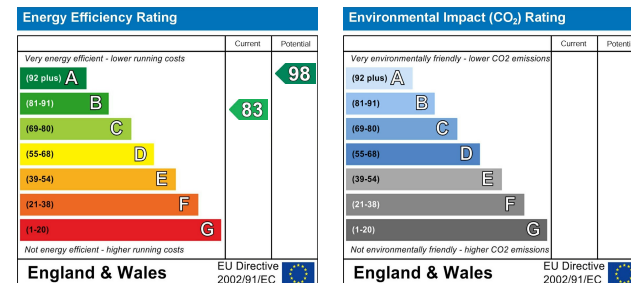 Energy Efficiency Rating
Current Potential
Very energy efficient - lower running costs
(92 plus) A
98
(81-91) B
83
(69-80) C
(55-68) D
(39-54) E
(21-38) F
(1-20) G
Not energy efficient - higher running costs
England & Wales
EU Directive
2002/91/EC
Environmental Impact (CO₂) Rating
Current Potential
Very environmentally friendly - lower CO2 emissions
(92 plus) A
(81-91) B
(69-80) C
(55-68) D
(39-54) E
(21-38) F
(1-20) G
Not environmentally friendly - higher CO2 emissions
England & Wales
EU Directive
2002/91/EC